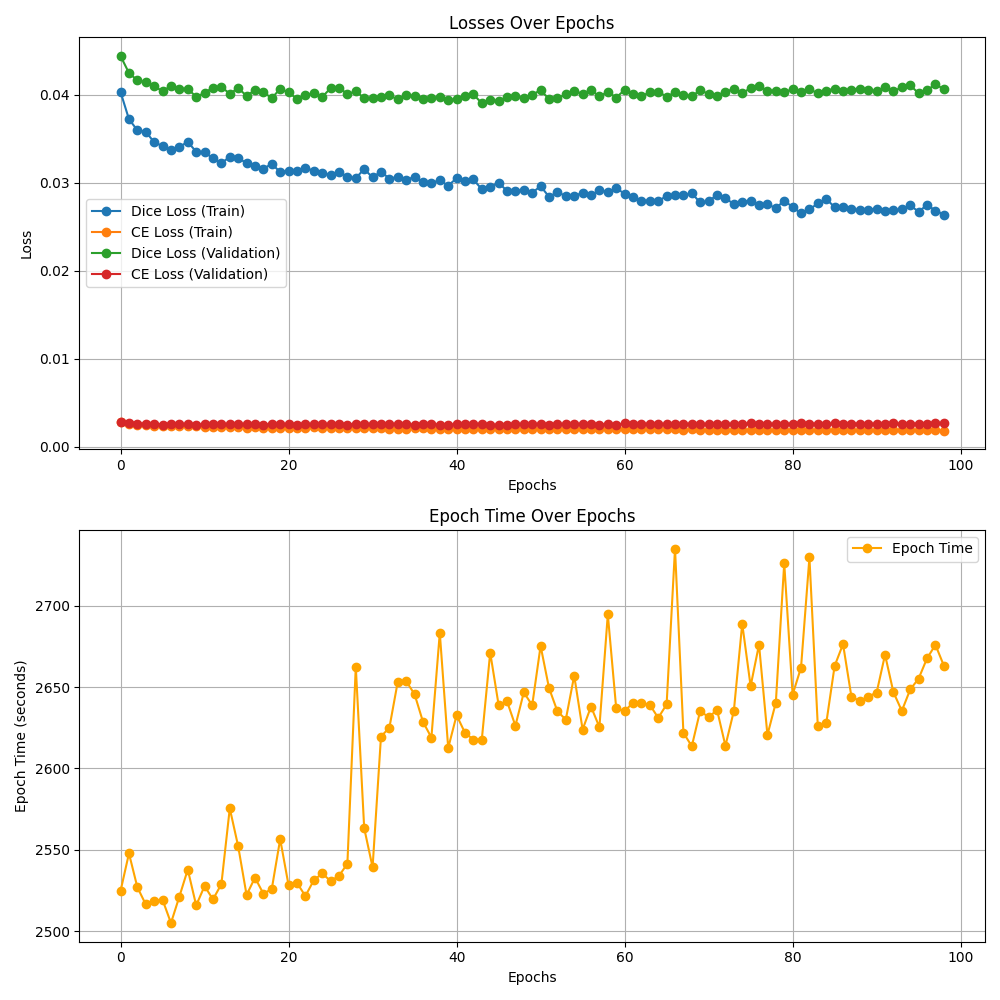 Losses Over Epochs
0.04
0.03
0.02
0.01
0.00
Loss
Dice Loss (Train)
CE Loss (Train)
Dice Loss (Validation)
CE Loss (Validation)
0 20 40 60 80 100
Epochs
Epoch Time Over Epochs
Epoch Time
2700
2650
2600
2550
2500
Epoch Time (seconds)
0 20 40 60 80 100
Epochs